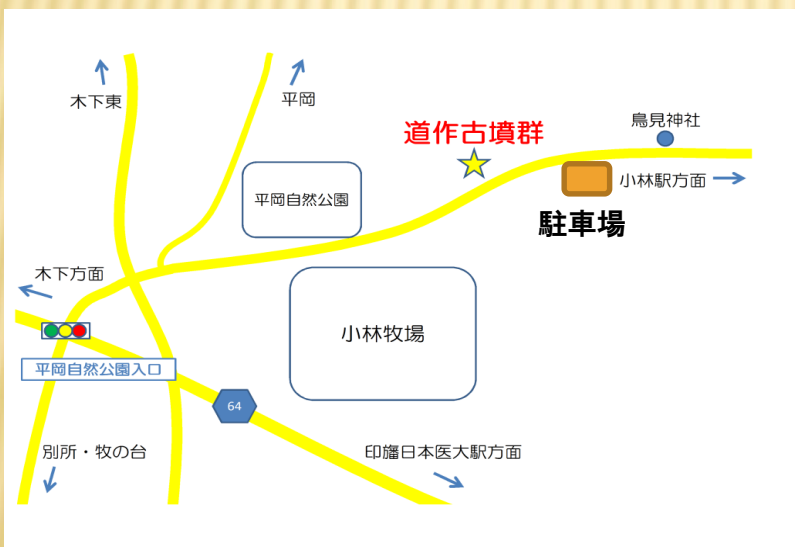 木下東
平岡
道作古墳群
鳥見神社
平岡自然公園
小林駅方面
駐車場
木下方面
小林牧場
平岡自然公園入口
64
別所・牧の台
印旛日本医大駅方面